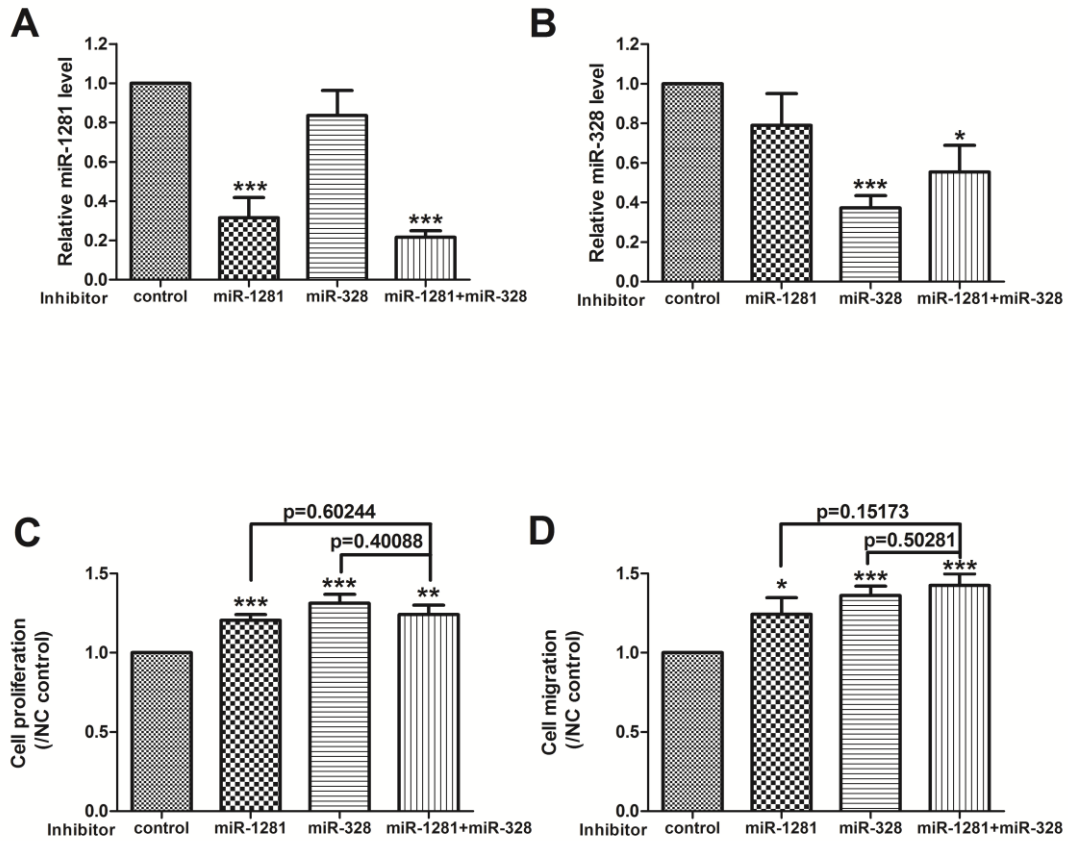 A
Relative miR-1281 level
1.2
1.0
0.8
0.6
0.4
0.2
0.0
***
***
Inhibitor control miR-1281 miR-328 miR-1281+miR-328
B
Relative miR-328 level
1.2
1.0
0.8
0.6
0.4
0.2
0.0
***
*
Inhibitor control miR-1281 miR-328 miR-1281+miR-328
C
Cell proliferation
(/NC control)
p=0.60244
p=0.40088
1.5
1.0
0.5
0.0
***
***
**
Inhibitor control miR-1281 miR-328 miR-1281+miR-328
D
Cell migration
(/NC control)
p=0.15173
p=0.50281
1.5
1.0
0.5
0.0
*
***
***
Inhibitor control miR-1281 miR-328 miR-1281+miR-328